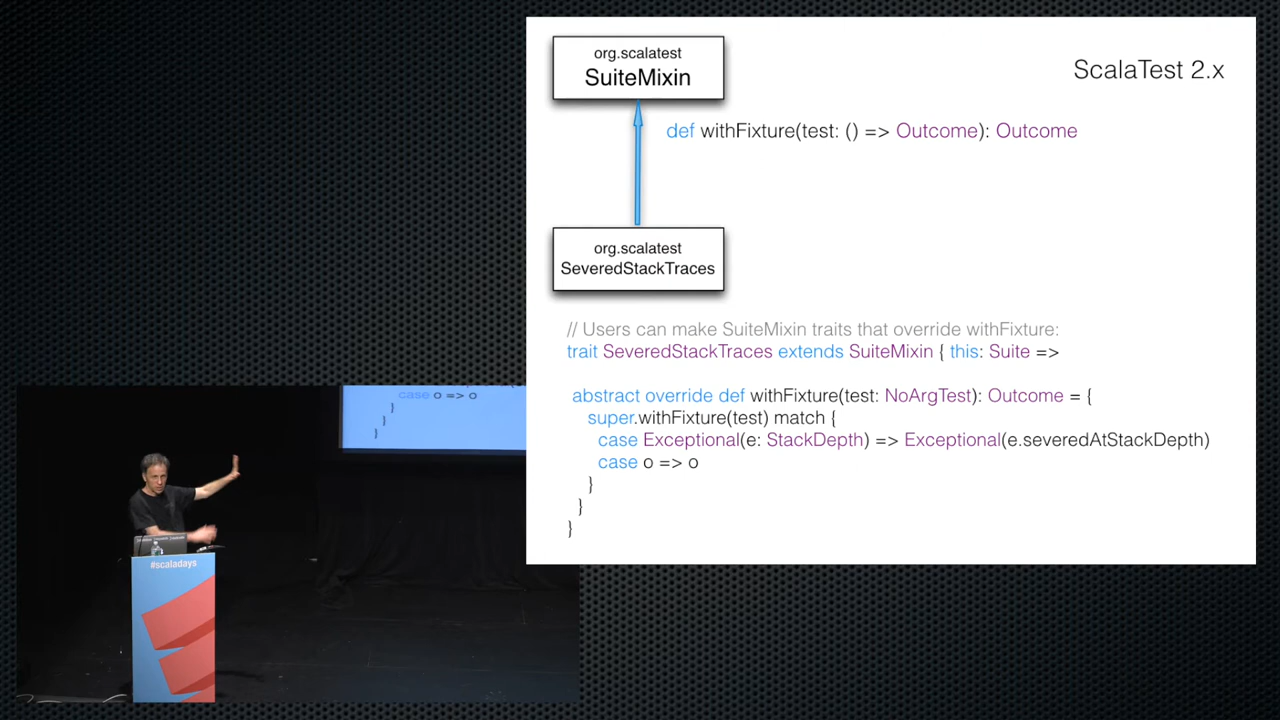 org.scalatest
SuiteMixin
ScalaTest 2.x
def withFixture(test: () => Outcome): Outcome
org.scalatest
SeveredStackTraces
// Users can make SuiteMixin traits that override withFixture:
trait SeveredStackTraces extends SuiteMixin { this: Suite =>
abstract override def withFixture(test: NoArgTest): Outcome = {
super.withFixture(test) match {
case Exceptional(e: StackDepth) => Exceptional(e.severedAtStackDepth)
case o => o
}
}
}
case o => o
}
}
}
#scaladays